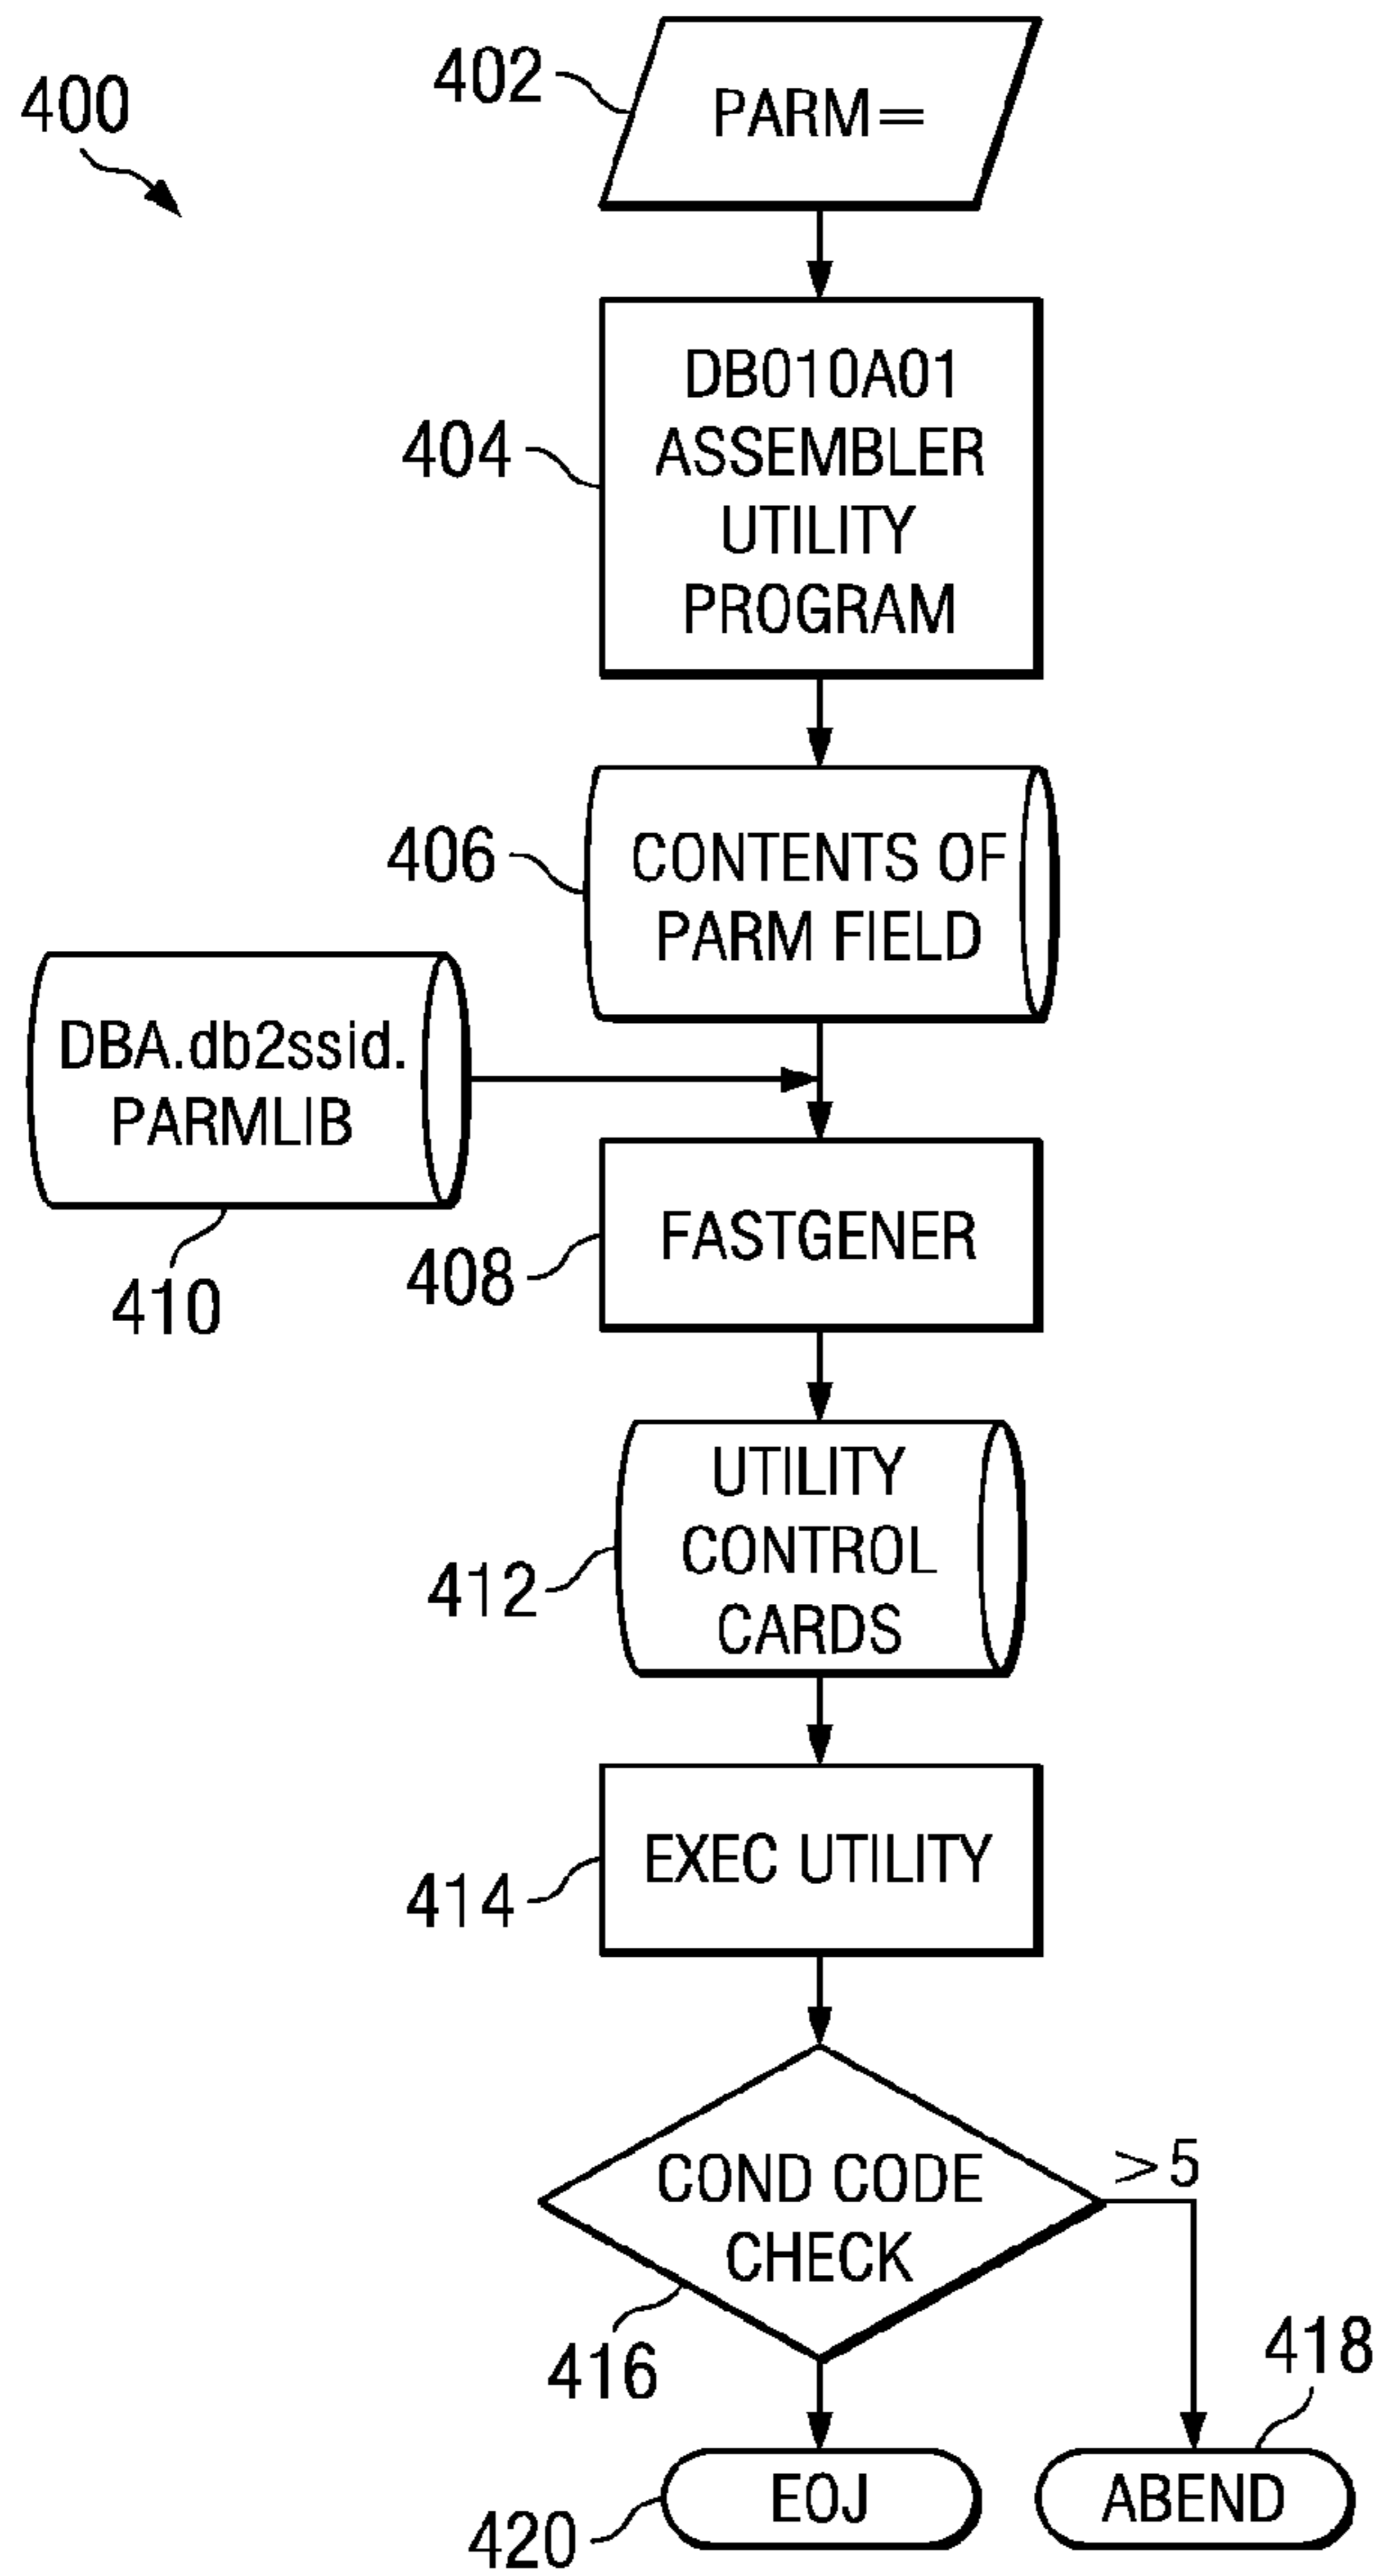 400
402
PARM=
404
DB010A01
ASSEMBLER
UTILITY
PROGRAM
406
CONTENTS OF
PARM FIELD
DBA.db2ssid.
PARMLIB
410
408
FASTGENER
412
UTILITY
CONTROL
CARDS
414
EXEC UTILITY
COND CODE
CHECK
>5
416
418
420
EOJ
ABEND